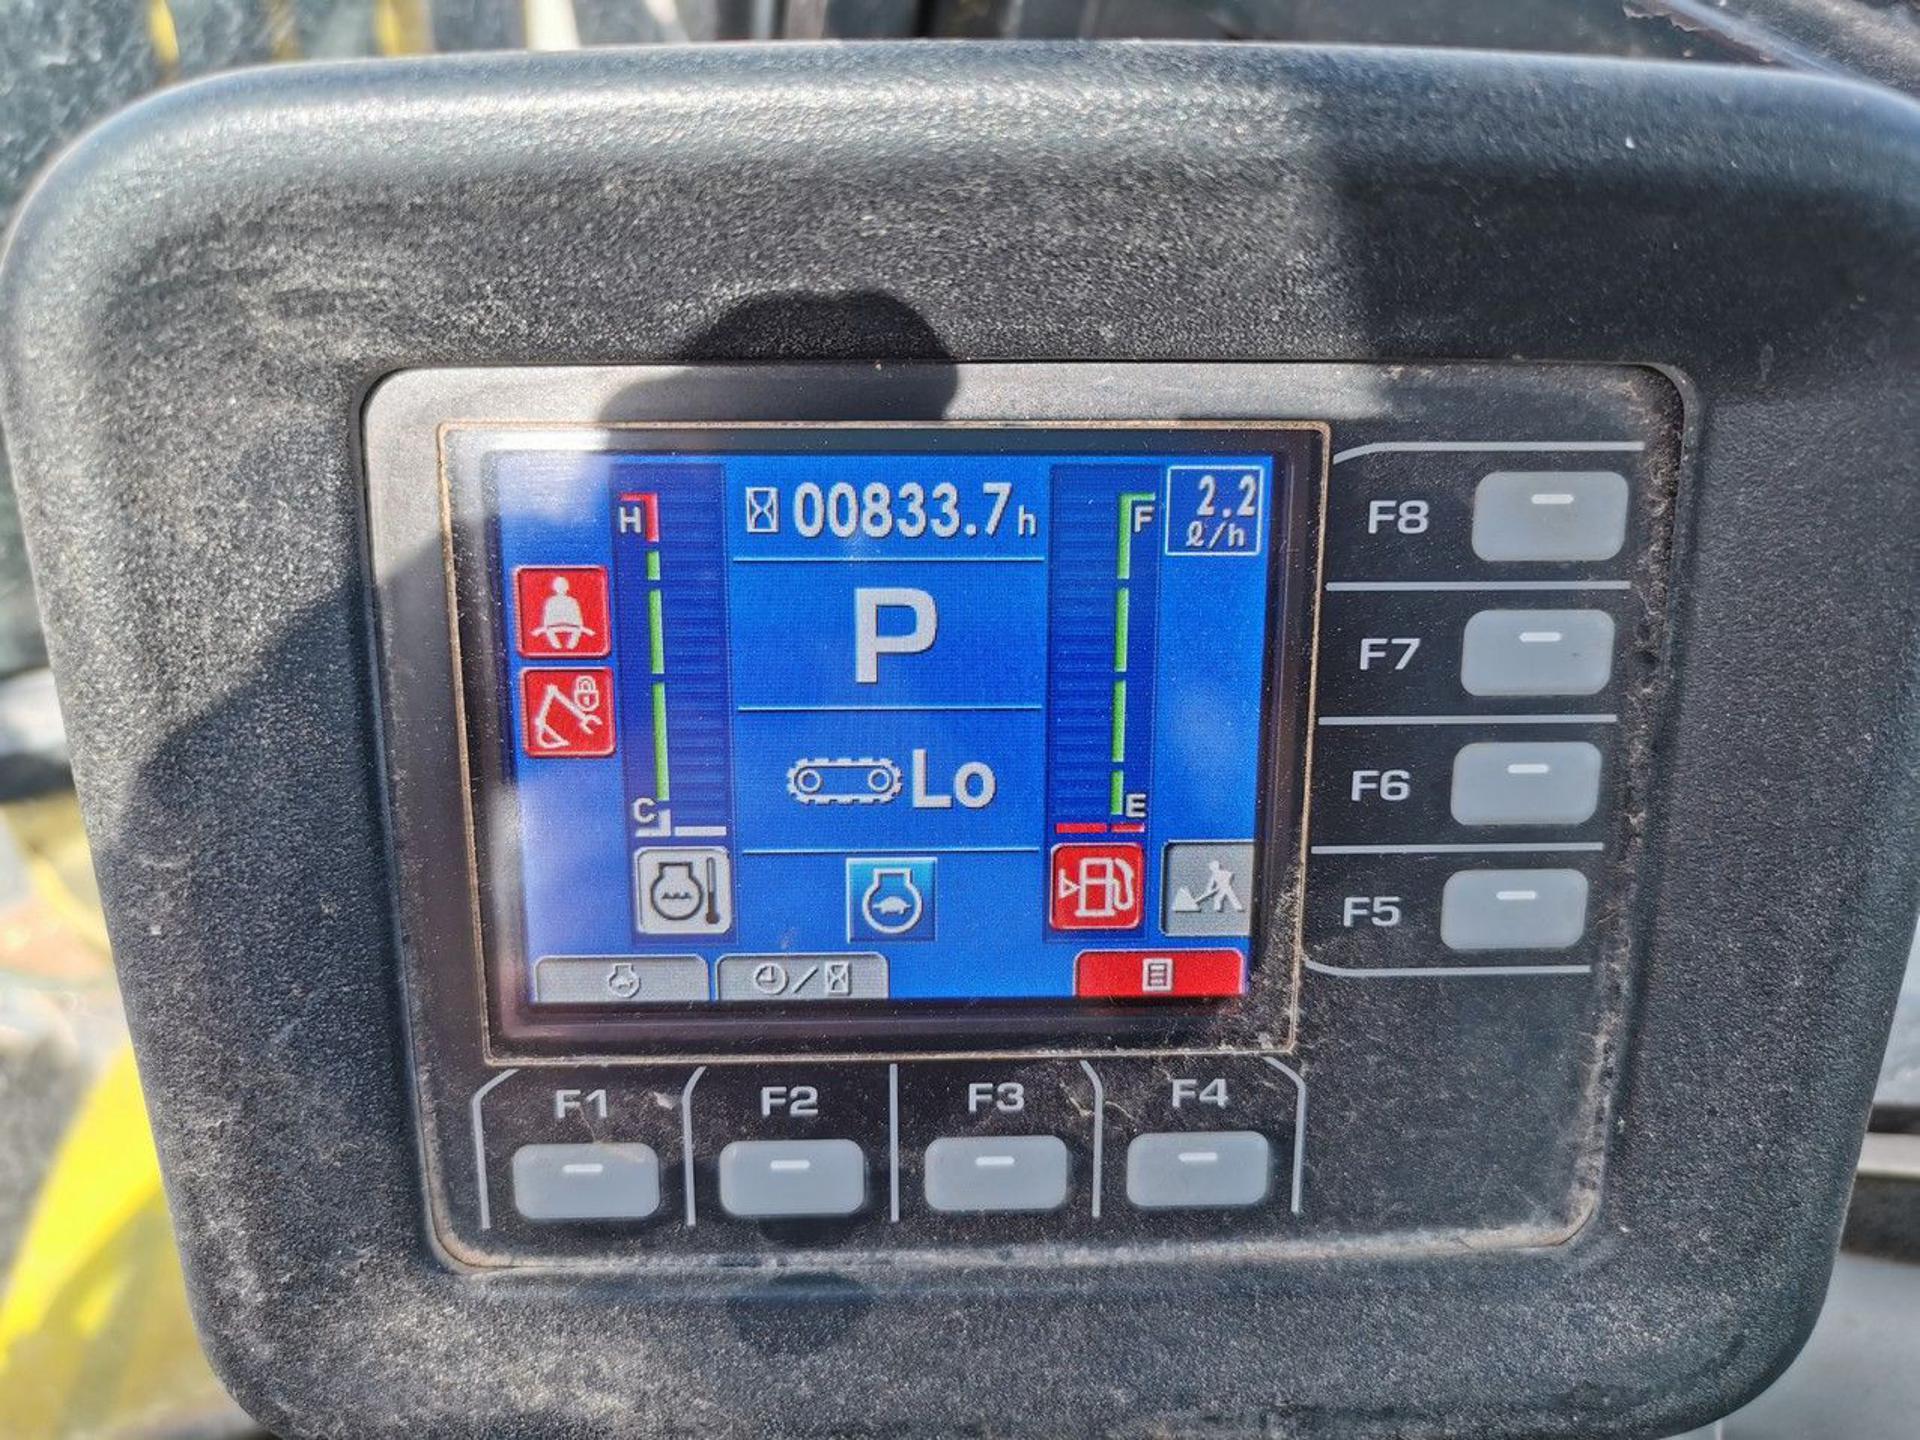 H 00833.7h F 2.2
ℓ/h
P
Lo
C E
F8
F7
F6
F5
F1 F2 F3 F4